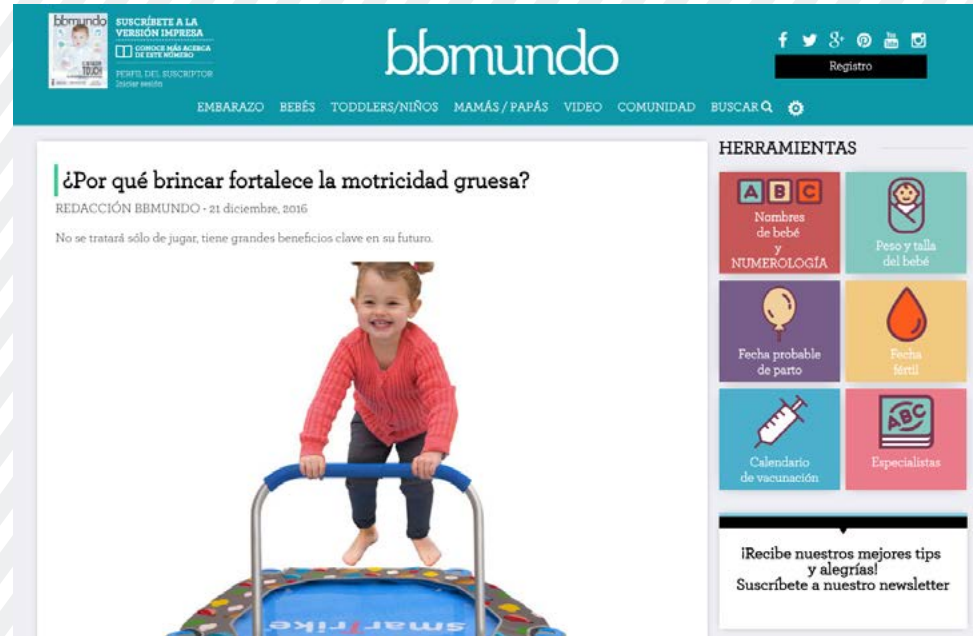 bbmundo
SUSCRÍBETE A LA
VERSIÓN IMPRESA
CONOCE MÁS ACERCA
DE ESTE NÚMERO
PERFIL DEL SUSCRIPTOR
Iniciar sesión
bbmundo
Registro
EMBARAZO BEBÉS TODDLERS/NIÑOS MAMÁS / PAPÁS VIDEO COMUNIDAD BUSCAR
¿Por qué brincar fortalece la motricidad gruesa?
REDACCIÓN BBMUNDO - 21 diciembre, 2016
No se tratará sólo de jugar, tiene grandes beneficios clave en su futuro.
smarTrike
HERRAMIENTAS
A B C
Nombres
de bebé
y
NUMEROLOGÍA
Peso y talla
del bebé
Fecha probable
de parto
Fecha
fértil
Calendario
de vacunación
ABC
Especialistas
¡Recibe nuestros mejores tips
y alegrías!
Suscríbete a nuestro newsletter